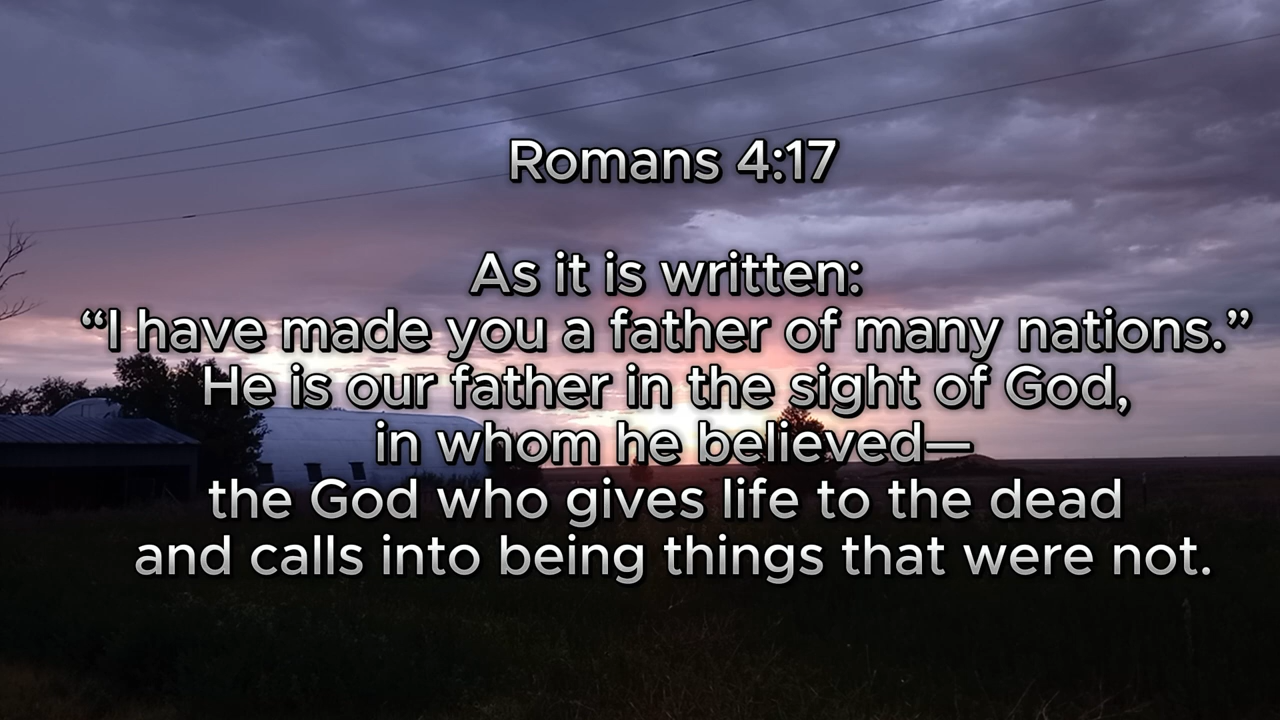 Romans 4:17
As it is written:
“I have made you a father of many nations.”
He is our father in the sight of God,
in whom he believed—
the God who gives life to the dead
and calls into being things that were not.